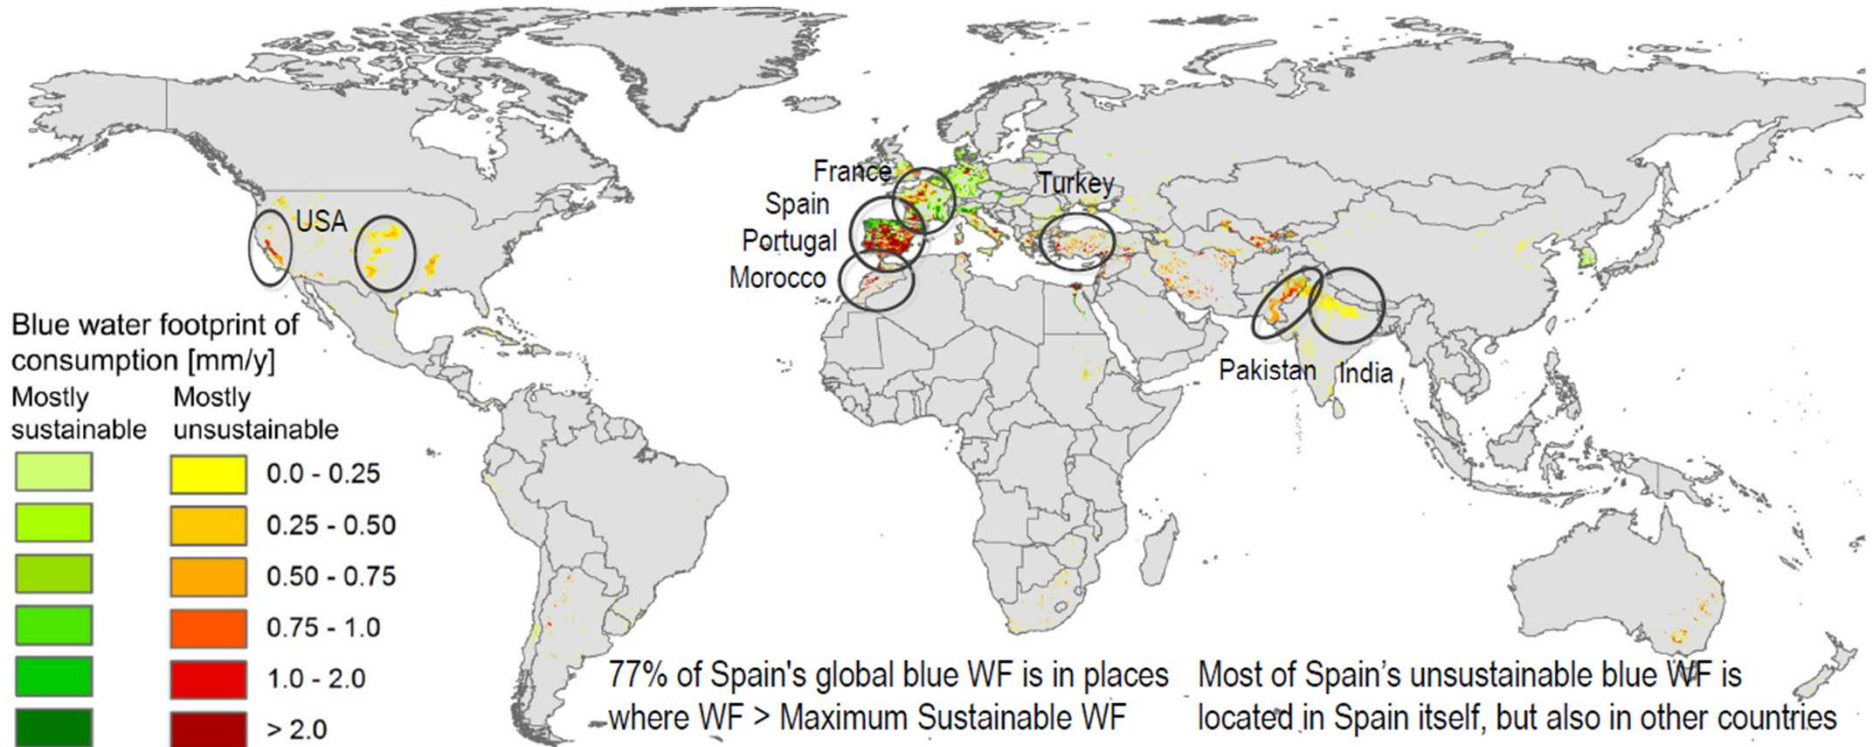 France
Turkey
Spain
USA
Portugal
Morocco
Pakistan
India
Blue water footprint of
consumption [mm/y]
Mostly
sustainable
Mostly
unsustainable
0.0 - 0.25
0.25 - 0.50
0.50 - 0.75
0.75 - 1.0
1.0 - 2.0
> 2.0
77% of Spain's global blue WF is in places
where WF > Maximum Sustainable WF
Most of Spain’s unsustainable blue WF is
located in Spain itself, but also in other countries